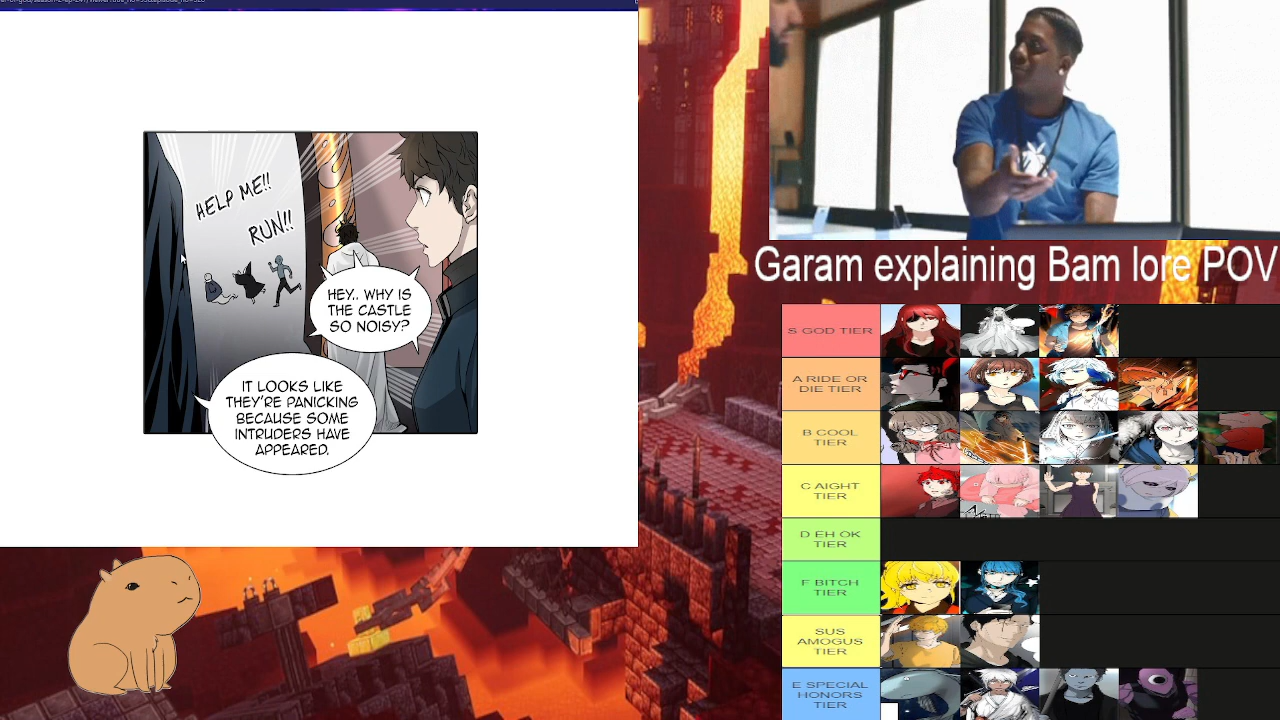 HELP ME!!
RUN!!
HEY.. WHY IS
THE CASTLE
SO NOISY?
IT LOOKS LIKE
THEY'RE PANICKING
BECAUSE SOME
INTRUDERS HAVE
APPEARED.
Garam explaining Bam lore POV
S GOD TIER
A RIDE OR
DIE TIER
B COOL
TIER
C AIGHT
TIER
D EH OK
TIER
F BITCH
TIER
SUS
AMOGUS
TIER
E SPECIAL
HONORS
TIER